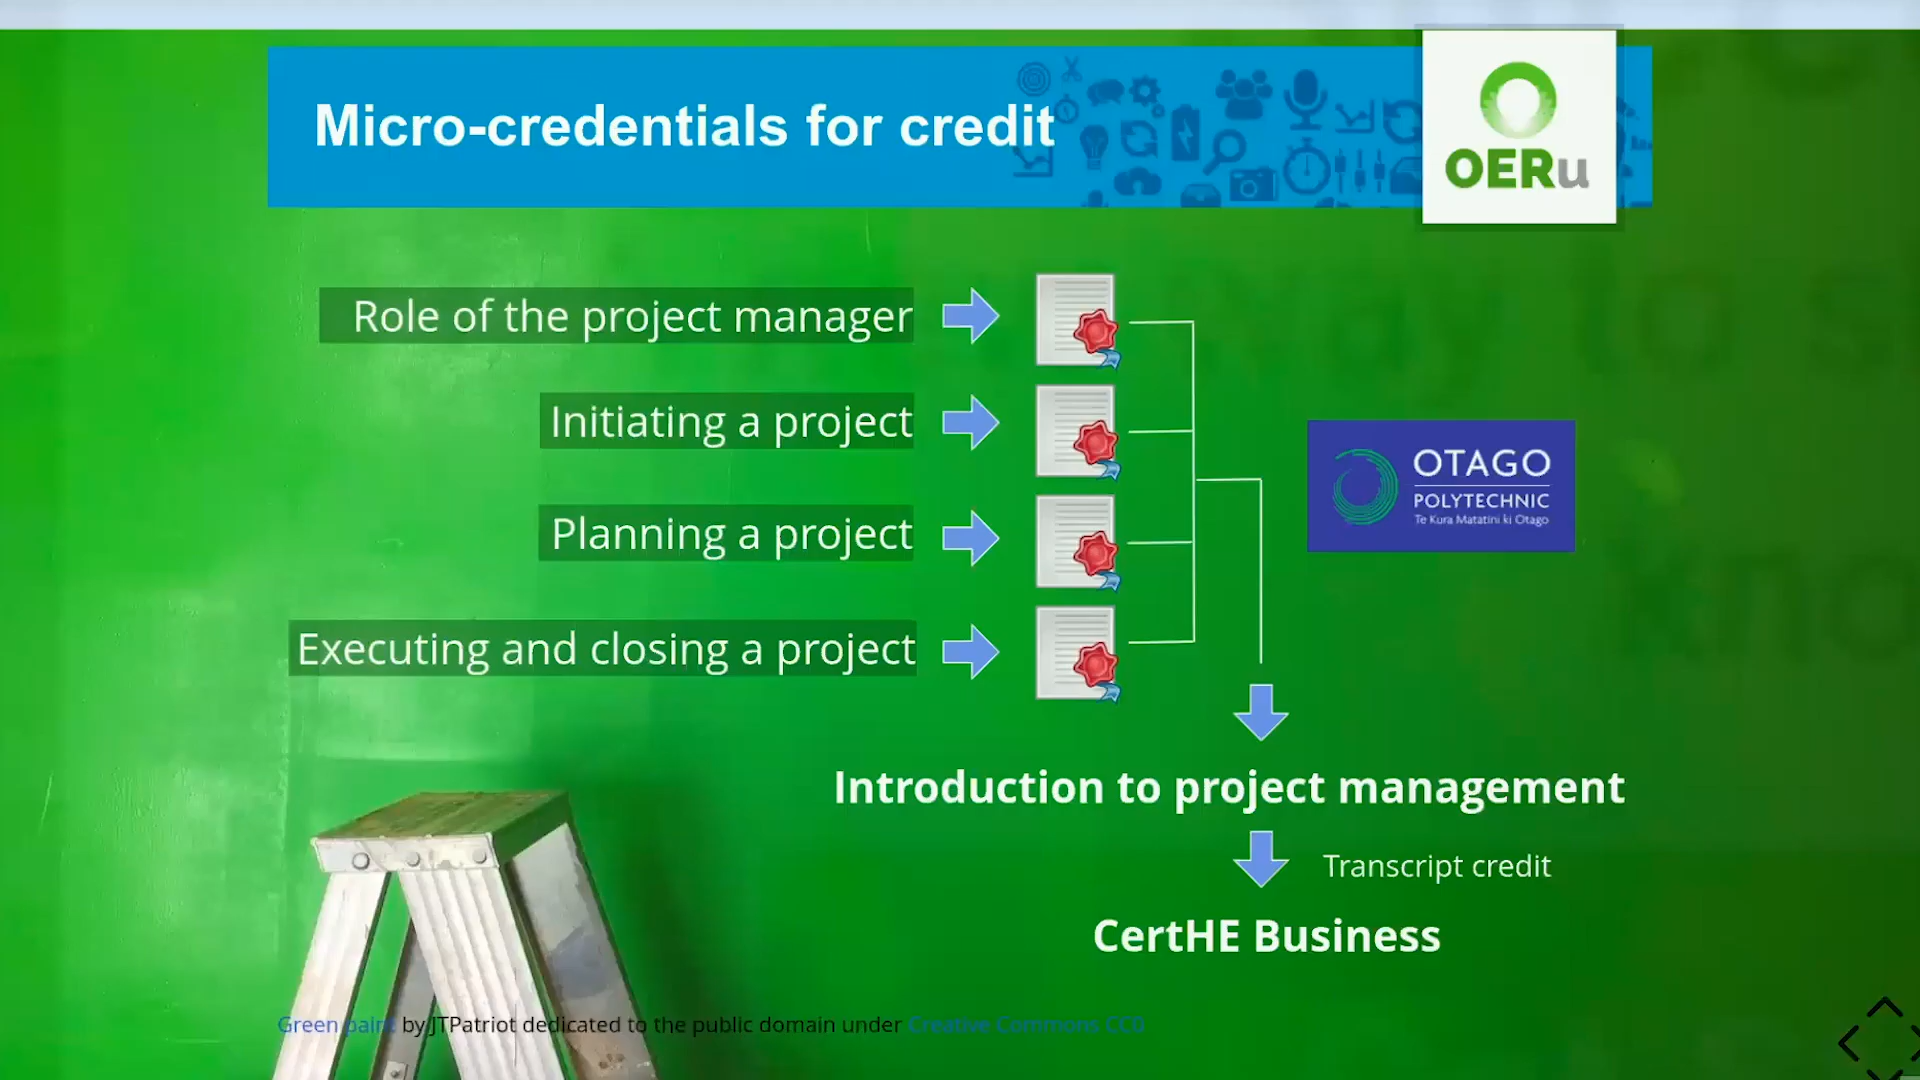 Micro-credentials for credit
OERu
Role of the project manager
Initiating a project
Planning a project
Executing and closing a project
OTAGO
POLYTECHNIC
Te Kura Matatini ki Otago
Introduction to project management
Transcript credit
CertHE Business
Green paint by JTPatriot dedicated to the public domain under Creative Commons CC0